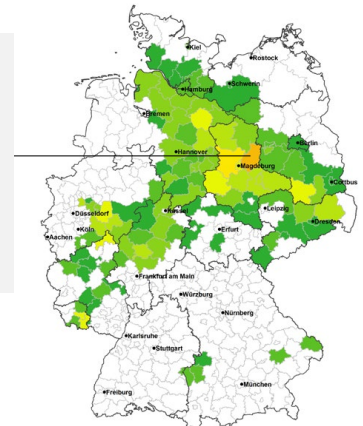 Kiel
Rostock
Schwerin
Hamburg
Bremen
Berlin
Hannover
Magdeburg
Cottbus
Düsseldorf
Kassel
Leipzig
Dresden
Köln
Aachen
Erfurt
Frankfurt am Main
Würzburg
Nürnberg
Karlsruhe
Stuttgart
München
Freiburg